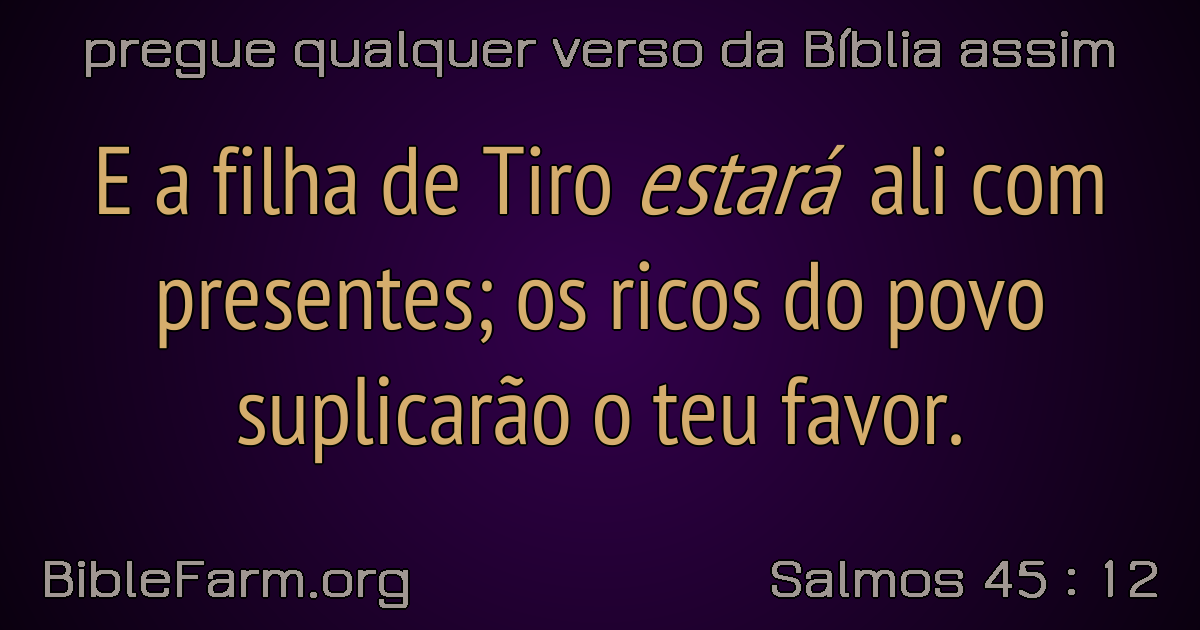 pregue qualquer verso da Bíblia assim
E a filha de Tiro estará ali com
presentes; os ricos do povo
suplicarão o teu favor.
BibleFarm.org
Salmos 45 : 12